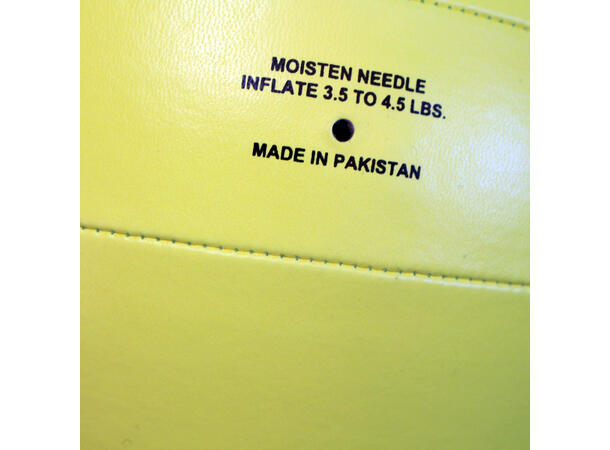 MOISTEN NEEDLE
INFLATE 3.5 TO 4.5 LBS.
MADE IN PAKISTAN